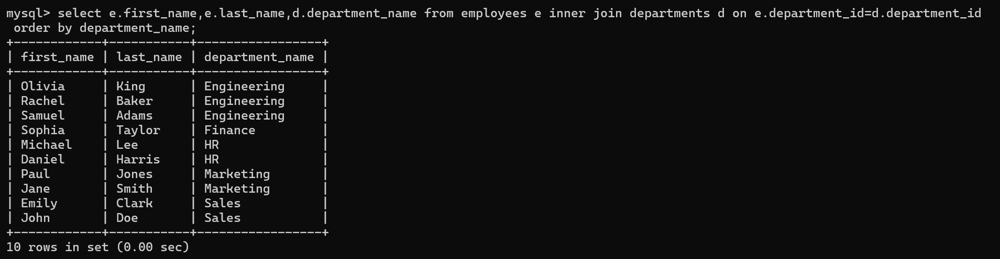 mysql> select e.first_name,e.last_name,d.department_name from employees e inner join departments d on e.department_id=d.department_id
 order by department_name;
+------------+-----------+-----------------+
| first_name | last_name | department_name |
+------------+-----------+-----------------+
| Olivia     | King      | Engineering     |
| Rachel     | Baker     | Engineering     |
| Samuel     | Adams     | Engineering     |
| Sophia     | Taylor    | Finance         |
| Michael    | Lee       | HR              |
| Daniel     | Harris    | HR              |
| Paul       | Jones     | Marketing       |
| Jane       | Smith     | Marketing       |
| Emily      | Clark     | Sales           |
| John       | Doe       | Sales           |
+------------+-----------+-----------------+
10 rows in set (0.00 sec)